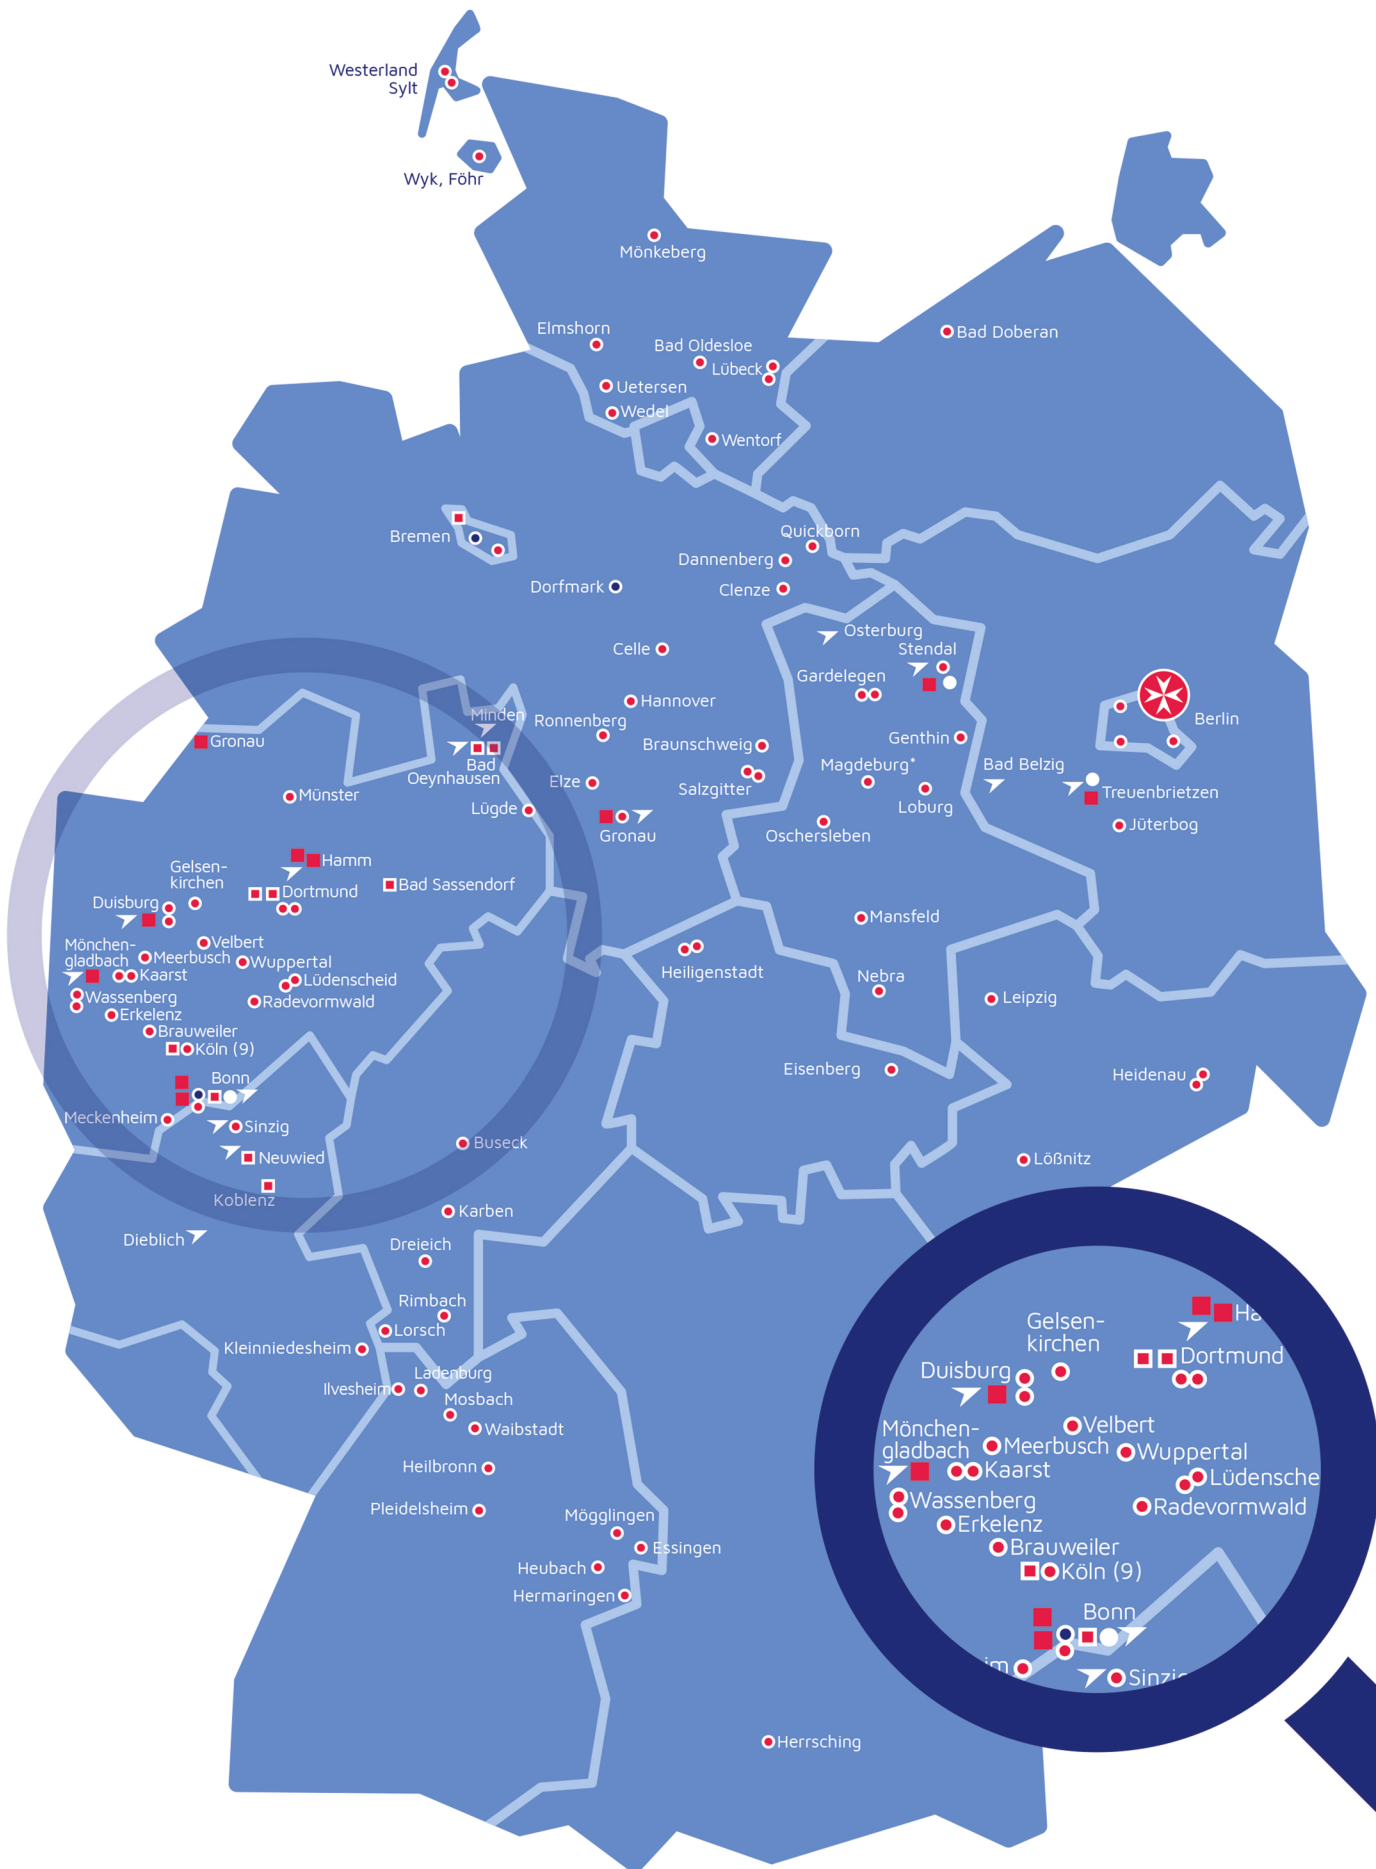 Westerland
Sylt
Wyk, Föhr
Mönkeberg
Elmshorn
Bad Doberan
Bad Oldesloe
Lübeck
Uetersen
Wedel
Wentorf
Quickborn
Bremen
Dannenberg
Dorfmark
Clenze
Osterburg
Celle
Stendal
Gardelegen
Hannover
Minden
Ronnenberg
Berlin
Gronau
Braunschweig
Genthin
Bad
Oeynhausen
Magdeburg*
Bad Belzig
Elze
Salzgitter
Treuenbrietzen
Münster
Lügde
Loburg
Jüterbog
Gronau
Oschersleben
Hamm
Gelsen-
kirchen
Dortmund
Bad Sassendorf
Duisburg
Mansfeld
Velbert
Mönchen-
gladbach
Meerbusch
Wuppertal
Heiligenstadt
Kaarst
Lüdenscheid
Nebra
Wassenberg
Radevormwald
Leipzig
Erkelenz
Brauweiler
Köln (9)
Eisenberg
Heidenau
Bonn
Meckenheim
Sinzig
Buseck
Neuwied
Lößnitz
Koblenz
Karben
Dieblich
Dreieich
Rimbach
Lorsch
Kleinniedesheim
Ladenburg
Ilvesheim
Mosbach
Waibstadt
Heilbronn
Pleidelsheim
Mögglingen
Essingen
Heubach
Hermaringen
Herrsching
Ha
Gelsen-
kirchen
Dortmund
Duisburg
Velbert
Mönchen-
gladbach
Meerbusch
Wuppertal
Kaarst
Lüdensche
Wassenberg
Radevormwald
Erkelenz
Brauweiler
Köln (9)
Bonn
im
Sinzig